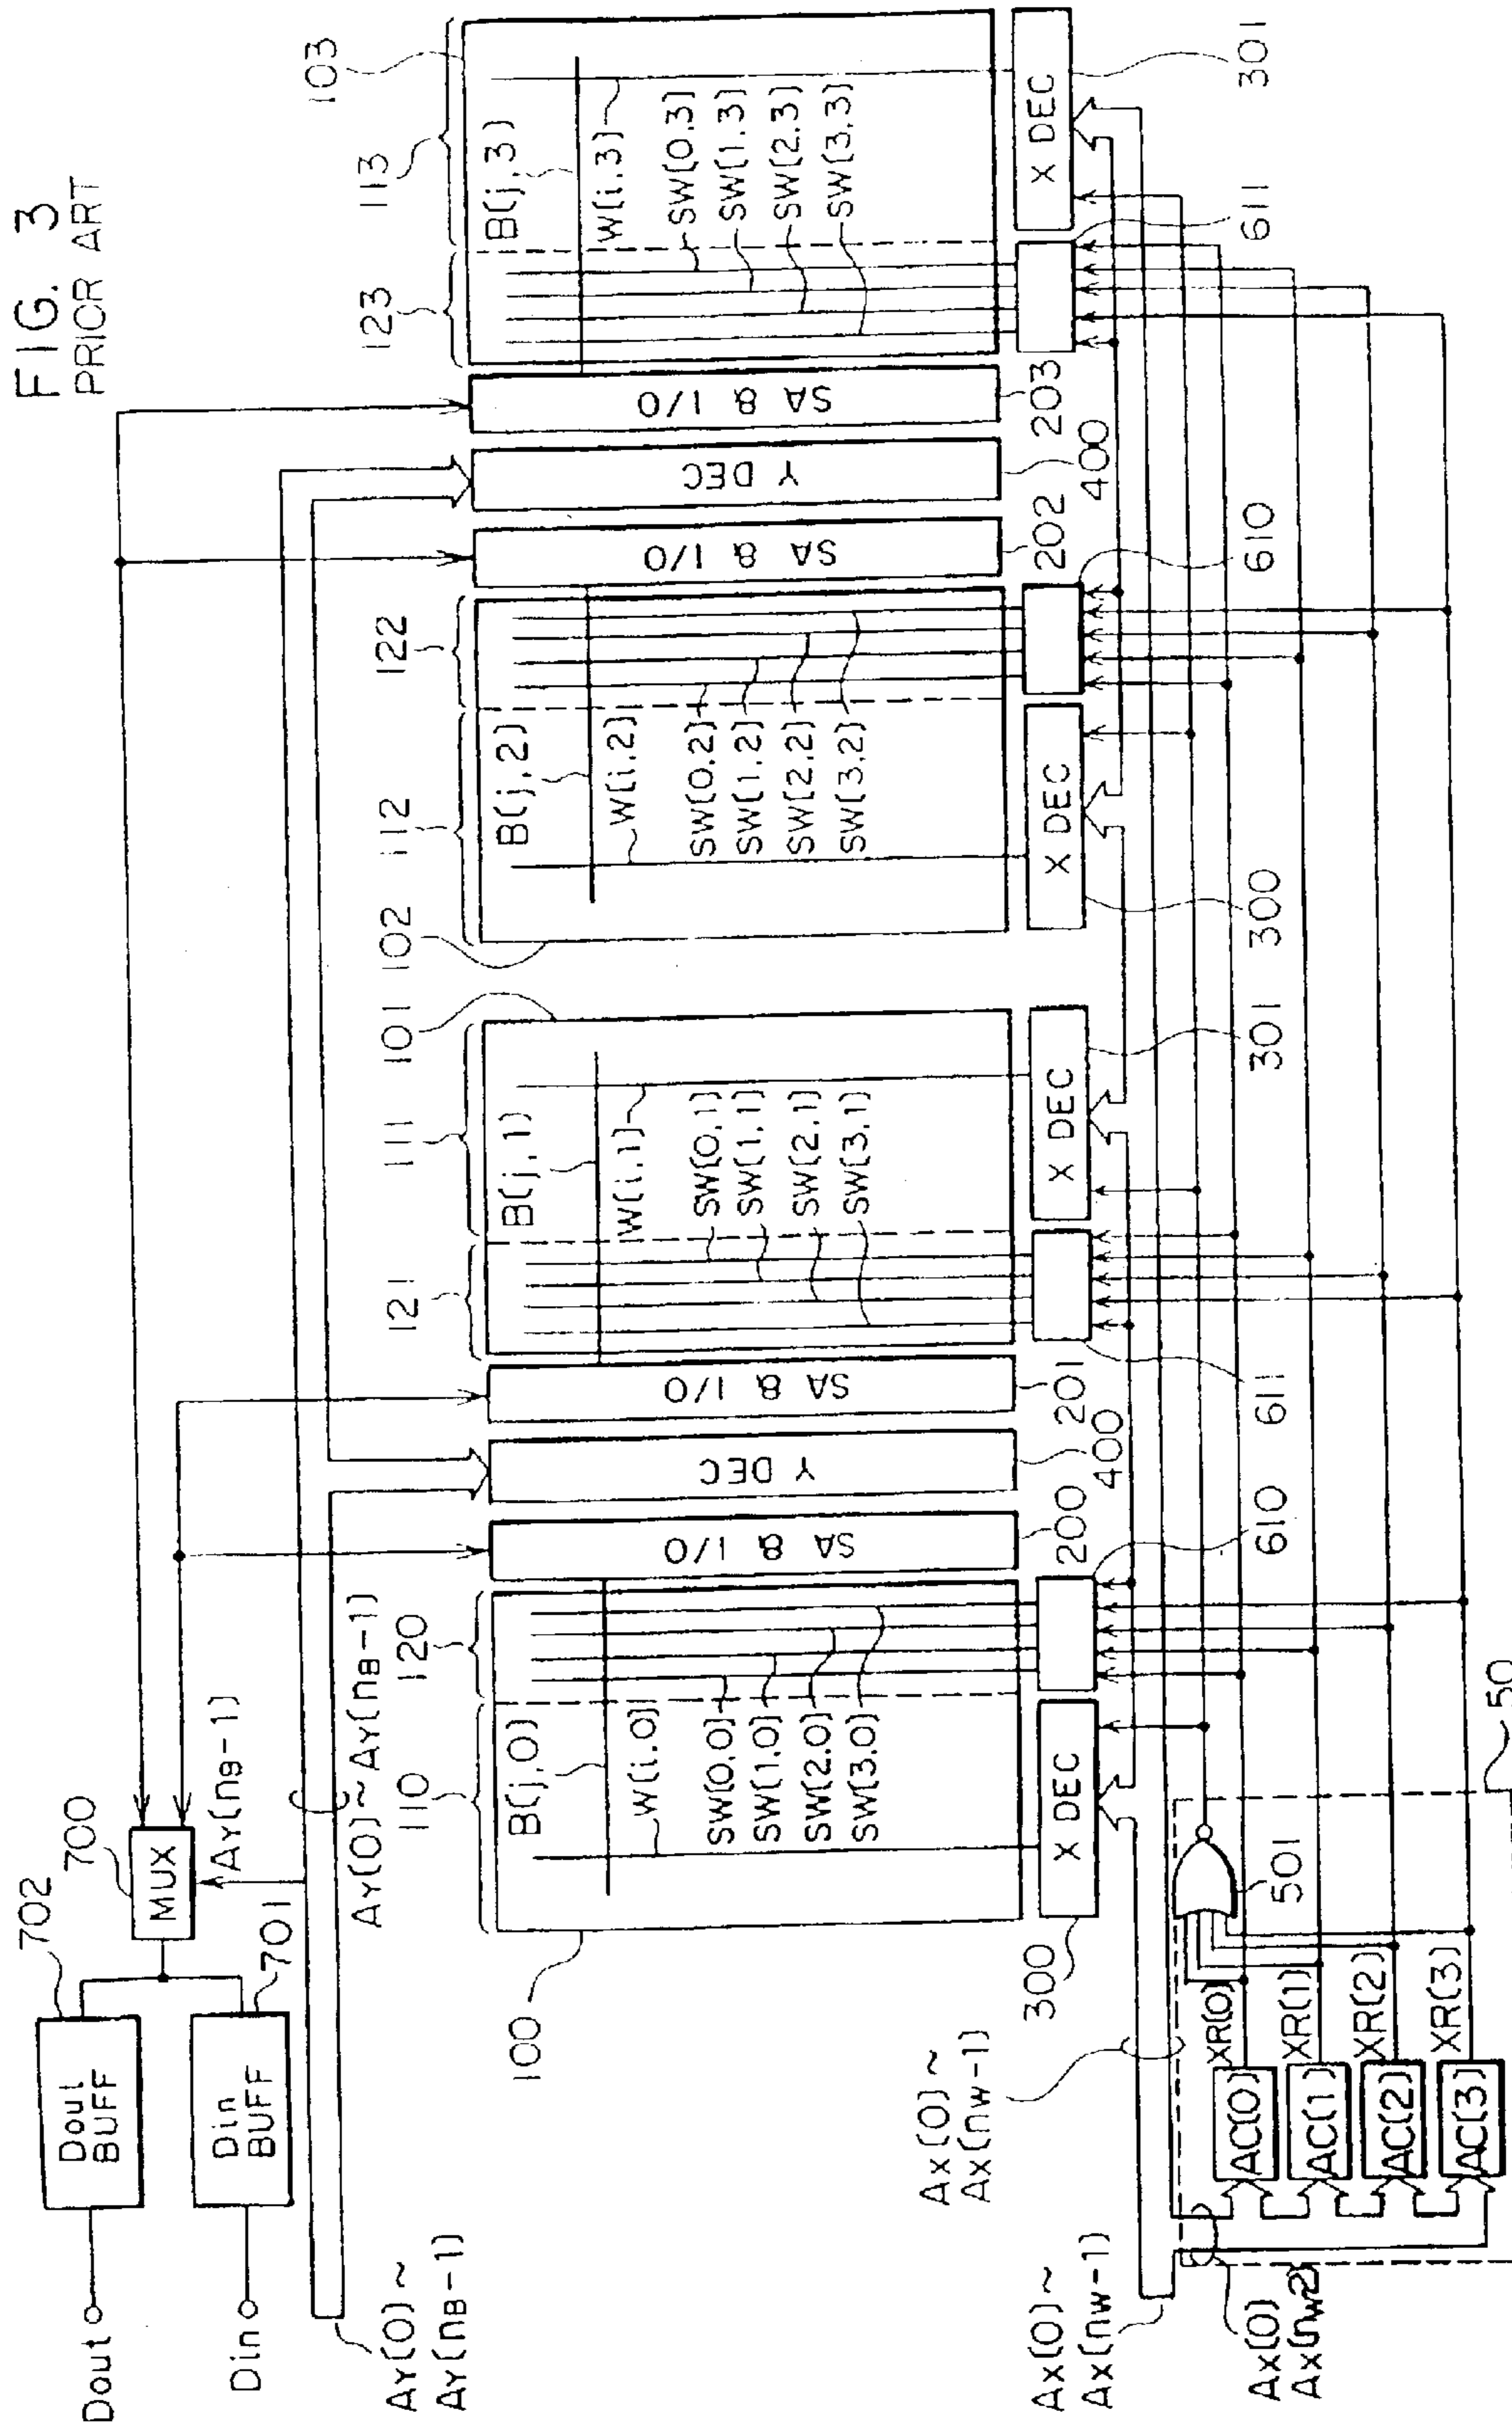 FIG. 3
PRIOR ART
Dout
Dout BUFF
702
Din
Din BUFF
701
700
MUX
AY(nB-1)
AY(0)~
AY(nB-1)
AY(0)~AY(nB-1)
100
110
120
B(j,0)
W(i,0)
SW(0,0)
SW(1,0)
SW(2,0)
SW(3,0)
SA & I/O
200
Y DEC
400
SA & I/O
201
121
111
101
B(j,1)
W(i,1)
SW(0,1)
SW(1,1)
SW(2,1)
SW(3,1)
102
112
122
B(j,2)
W(i,2)
SW(0,2)
SW(1,2)
SW(2,2)
SW(3,2)
SA & I/O
202
Y DEC
400
SA & I/O
203
123
113
103
B(j,3)
W(i,3)
SW(0,3)
SW(1,3)
SW(2,3)
SW(3,3)
X DEC
300
610
611
X DEC
301
X DEC
300
610
611
X DEC
301
AX(0)~
AX(nW-1)
AX(0)~
AX(nW-1)
AX(0)
AX(nW2)
XR(0)
XR(1)
XR(2)
XR(3)
AC(0)
AC(1)
AC(2)
AC(3)
501
50